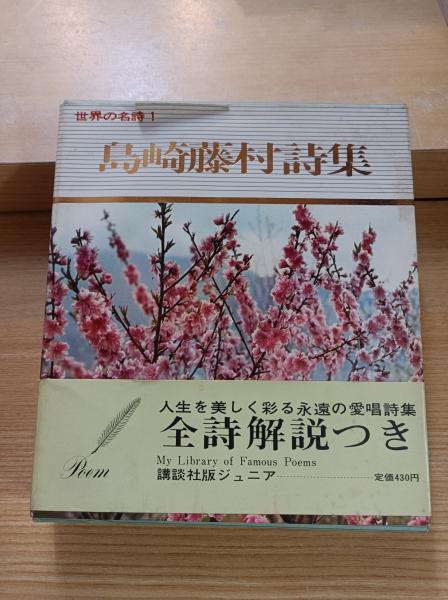 世界の名詩1
島崎藤村詩集
人生を美しく彩る永遠の愛唱詩集
全詩解説つき
My Library of Famous Poems
Poem
講談社版ジュニア
定価430円